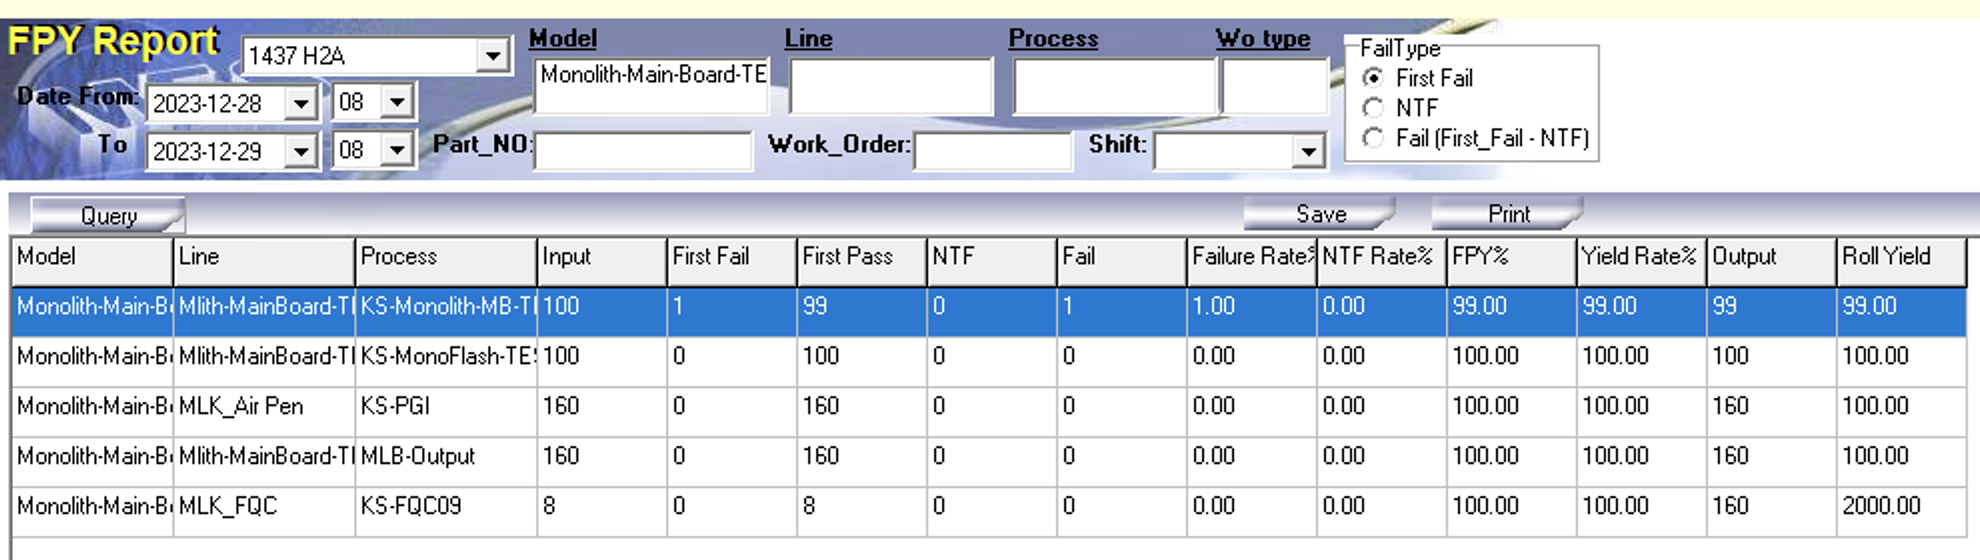 FPY Report
1437 H2A
Model Line Process Wo type
Monolith-Main-Board-TE
FailType
First Fail
NTF
Fail (First_Fail - NTF)
Date From: 2023-12-28 08
To 2023-12-29 08 Part_NO: Work_Order: Shift:
Query Save Print
Model Line Process Input First Fail First Pass NTF Fail Failure Rate% NTF Rate% FPY% Yield Rate% Output Roll Yield
Monolith-Main-B Mlith-MainBoard-T KS-Monolith-MB-T 100 1 99 0 1 1.00 0.00 99.00 99.00 99 99.00
Monolith-Main-B Mlith-MainBoard-T KS-MonoFlash-TES 100 0 100 0 0 0.00 0.00 100.00 100.00 100 100.00
Monolith-Main-B MLK_Air Pen KS-PGI 160 0 160 0 0 0.00 0.00 100.00 100.00 160 100.00
Monolith-Main-B Mlith-MainBoard-T MLB-Output 160 0 160 0 0 0.00 0.00 100.00 100.00 160 100.00
Monolith-Main-B MLK_FQC KS-FQC09 8 0 8 0 0 0.00 0.00 100.00 100.00 160 2000.00